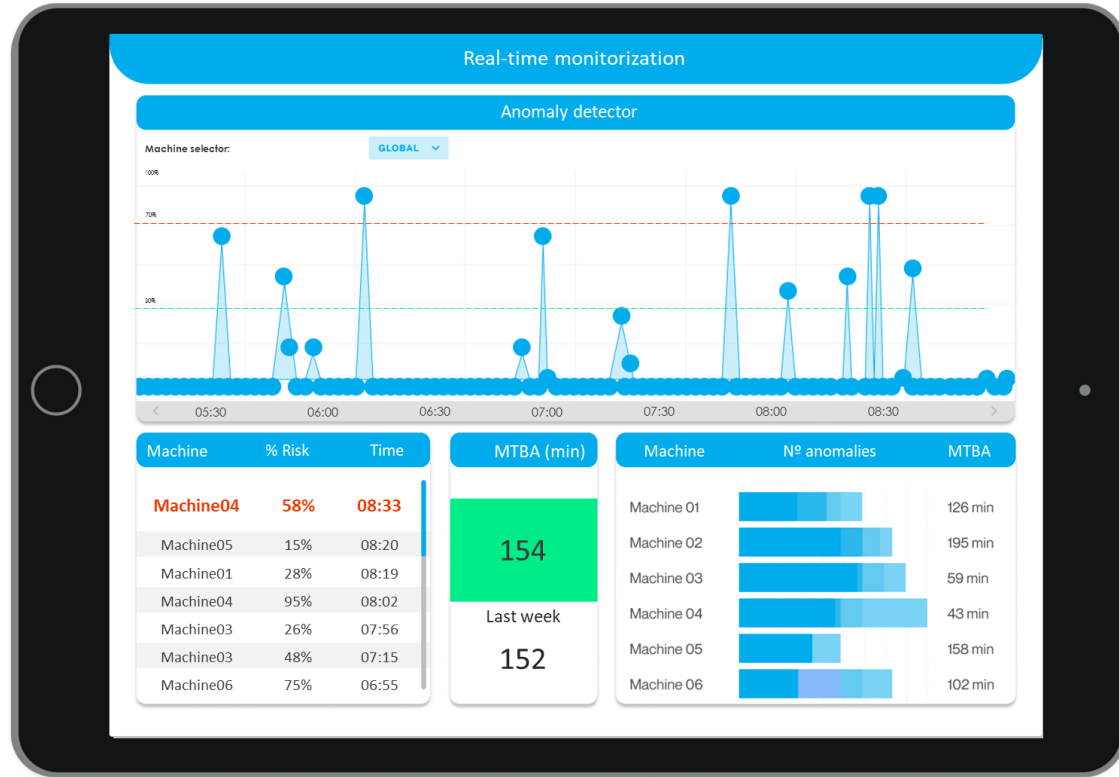 Real-time monitorization
Anomaly detector
Machine selector: GLOBAL
100%
70%
30%
05:30 06:00 06:30 07:00 07:30 08:00 08:30
Machine % Risk Time
Machine04 58% 08:33
Machine05 15% 08:20
Machine01 28% 08:19
Machine04 95% 08:02
Machine03 26% 07:56
Machine03 48% 07:15
Machine06 75% 06:55
MTBA (min)
154
Last week
152
Machine Nº anomalies MTBA
Machine 01 126 min
Machine 02 195 min
Machine 03 59 min
Machine 04 43 min
Machine 05 158 min
Machine 06 102 min